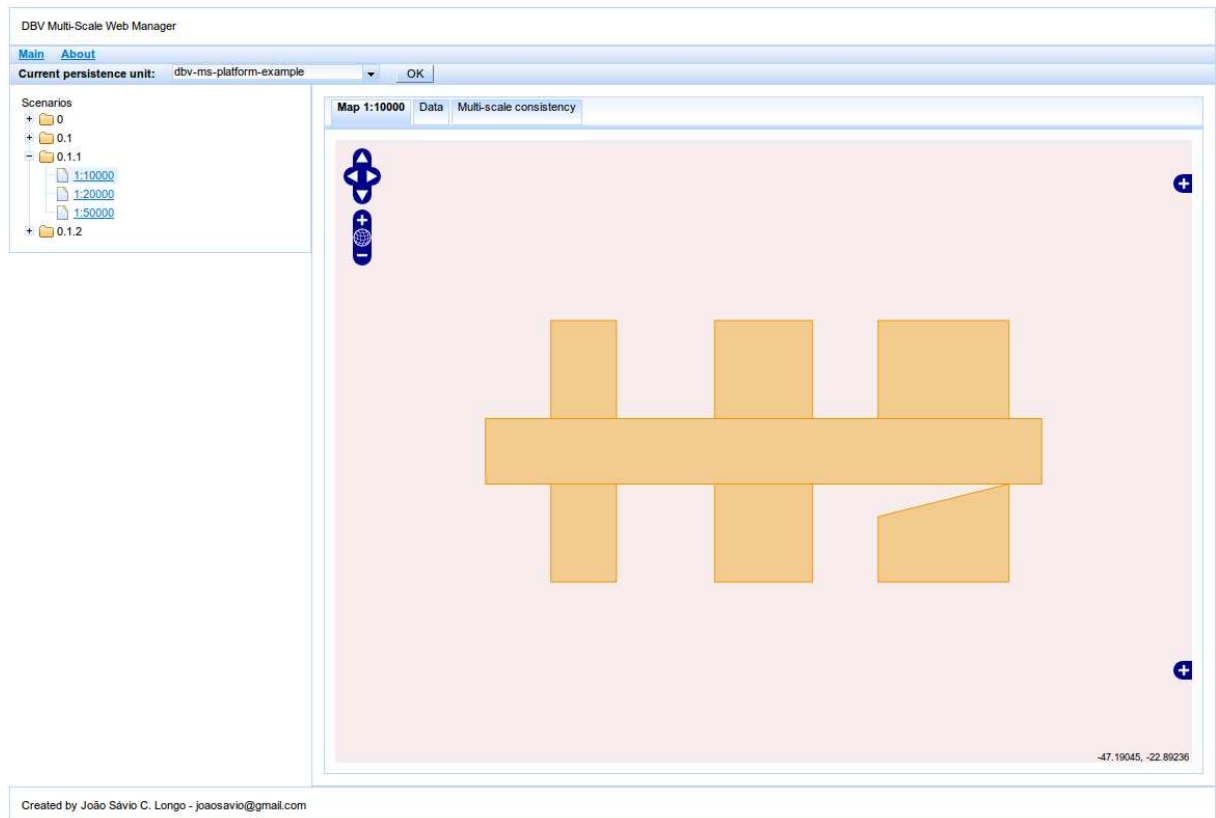 DBV Multi-Scale Web Manager
Main About
Current persistence unit: dbv-ms-platform-example OK
Scenarios
0
0.1
0.1.1
1:10000
1:20000
1:50000
0.1.2
Map 1:10000 Data Multi-scale consistency
-47.19045, -22.89236
Created by João Sávio C. Longo - joaosavio@gmail.com